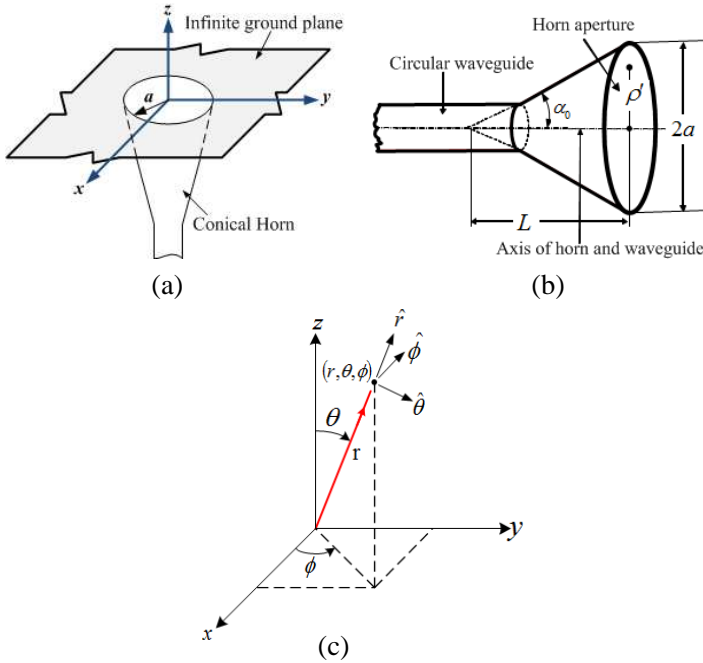 z
Infinite ground plane
a
y
x
Conical Horn
(a)
Horn aperture
Circular waveguide
α₀
ρ'
2a
L
Axis of horn and waveguide
(b)
z
r̂
ϕ̂
(r,θ,ϕ)
θ̂
θ
r
y
ϕ
x
(c)